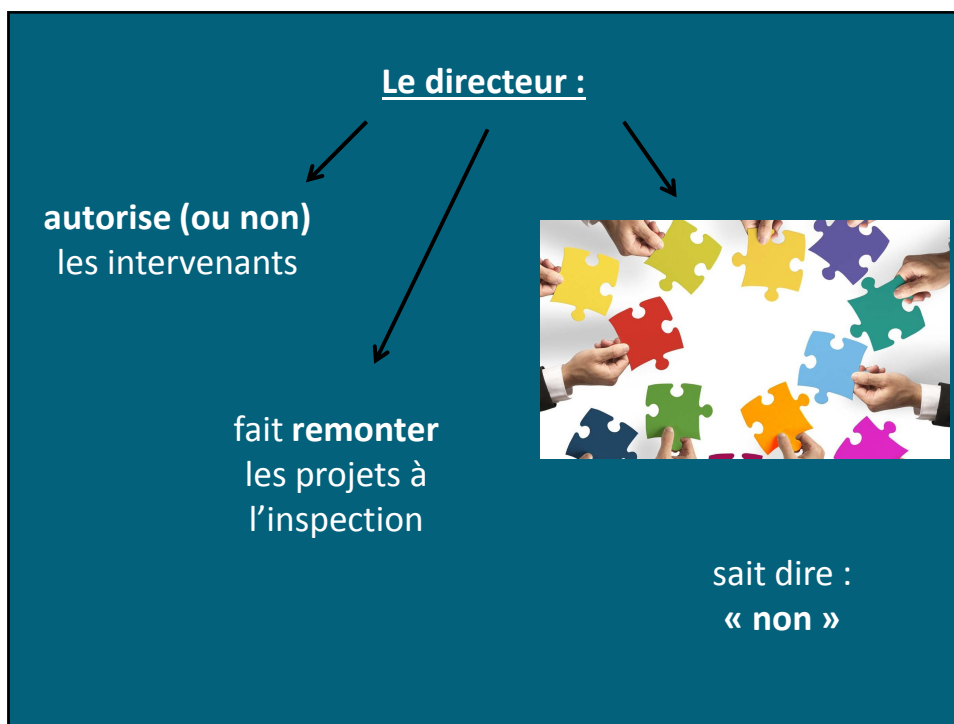 Le directeur :
autorise (ou non)
les intervenants
fait remonter
les projets à
l’inspection
sait dire :
« non »